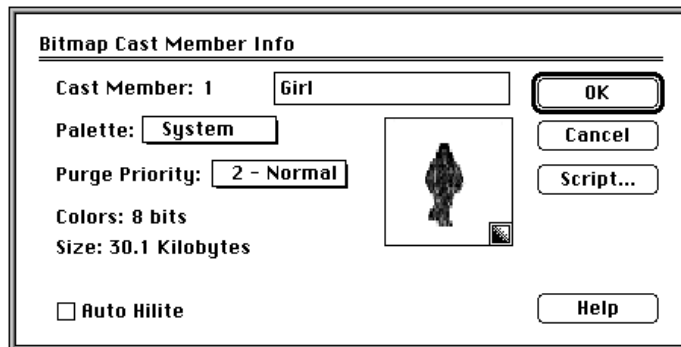 Bitmap Cast Member Info
Cast Member: 1 Girl OK
Palette: System Cancel
Purge Priority: 2 - Normal Script...
Colors: 8 bits
Size: 30.1 Kilobytes
Auto Hilite Help